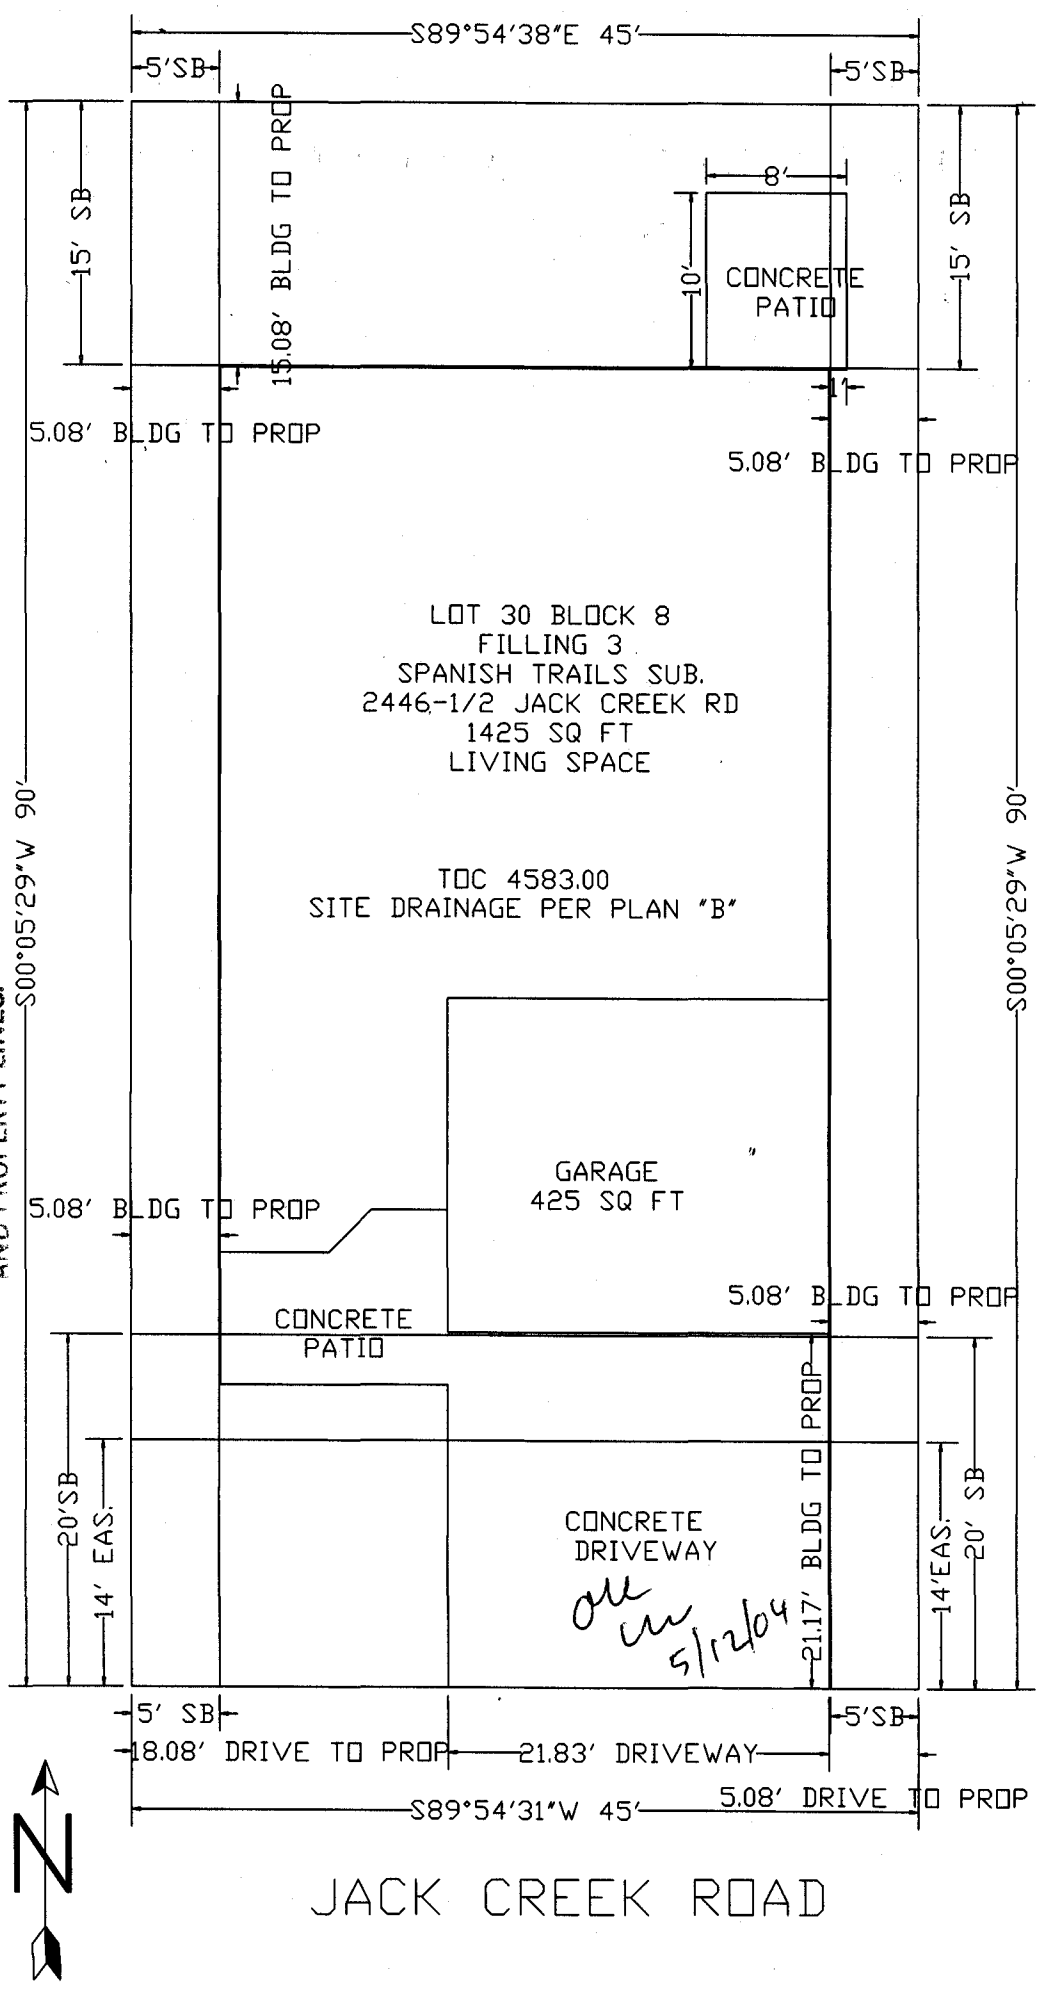 S89°54'38"E 45'
5'SB
5'SB
15' SB
15.08' BLDG TO PROP
8'
10'
CONCRETE
PATIO
15' SB
1'
5.08' BLDG TO PROP
5.08' BLDG TO PROP
LOT 30 BLOCK 8
FILLING 3
SPANISH TRAILS SUB.
2446-1/2 JACK CREEK RD
1425 SQ FT
LIVING SPACE
S00°05'29"W 90'
S00°05'29"W 90'
TOC 4583.00
SITE DRAINAGE PER PLAN "B"
GARAGE
425 SQ FT
5.08' BLDG TO PROP
5.08' BLDG TO PROP
CONCRETE
PATIO
20'SB
14' EAS.
CONCRETE
DRIVEWAY
5/12/04
21.17' BLDG TO PROP
14'EAS.
20' SB
5' SB
5'SB
18.08' DRIVE TO PROP
21.83' DRIVEWAY
5.08' DRIVE TO PROP
S89°54'31"W 45'
N
JACK CREEK ROAD